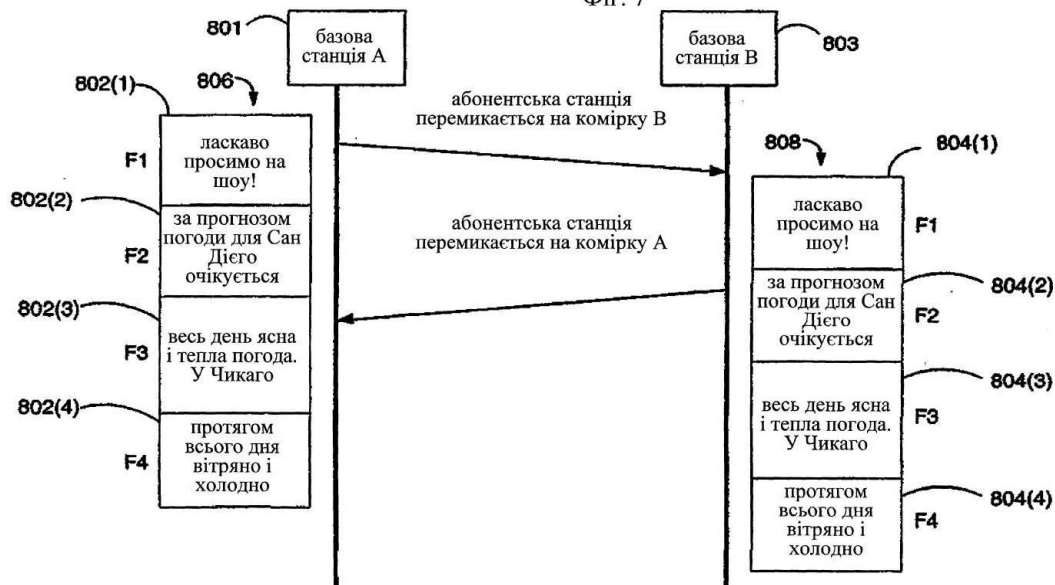 Фіг. 7
801
базова
станція A
базова
станція B
803
802(1)
806
абонентська станція
перемикається на комірку B
808
804(1)
F1
ласкаво
просимо на
шоу!
ласкаво
просимо на
шоу!
F1
802(2)
F2
за прогнозом
погоди для Сан
Дієго
очікується
абонентська станція
перемикається на комірку A
за прогнозом
погоди для Сан
Дієго
очікується
804(2)
F2
802(3)
F3
весь день ясна
і тепла погода.
У Чикаго
весь день ясна
і тепла погода.
У Чикаго
804(3)
F3
802(4)
F4
протягом
всього дня
вітряно і
холодно
протягом
всього дня
вітряно і
холодно
804(4)
F4